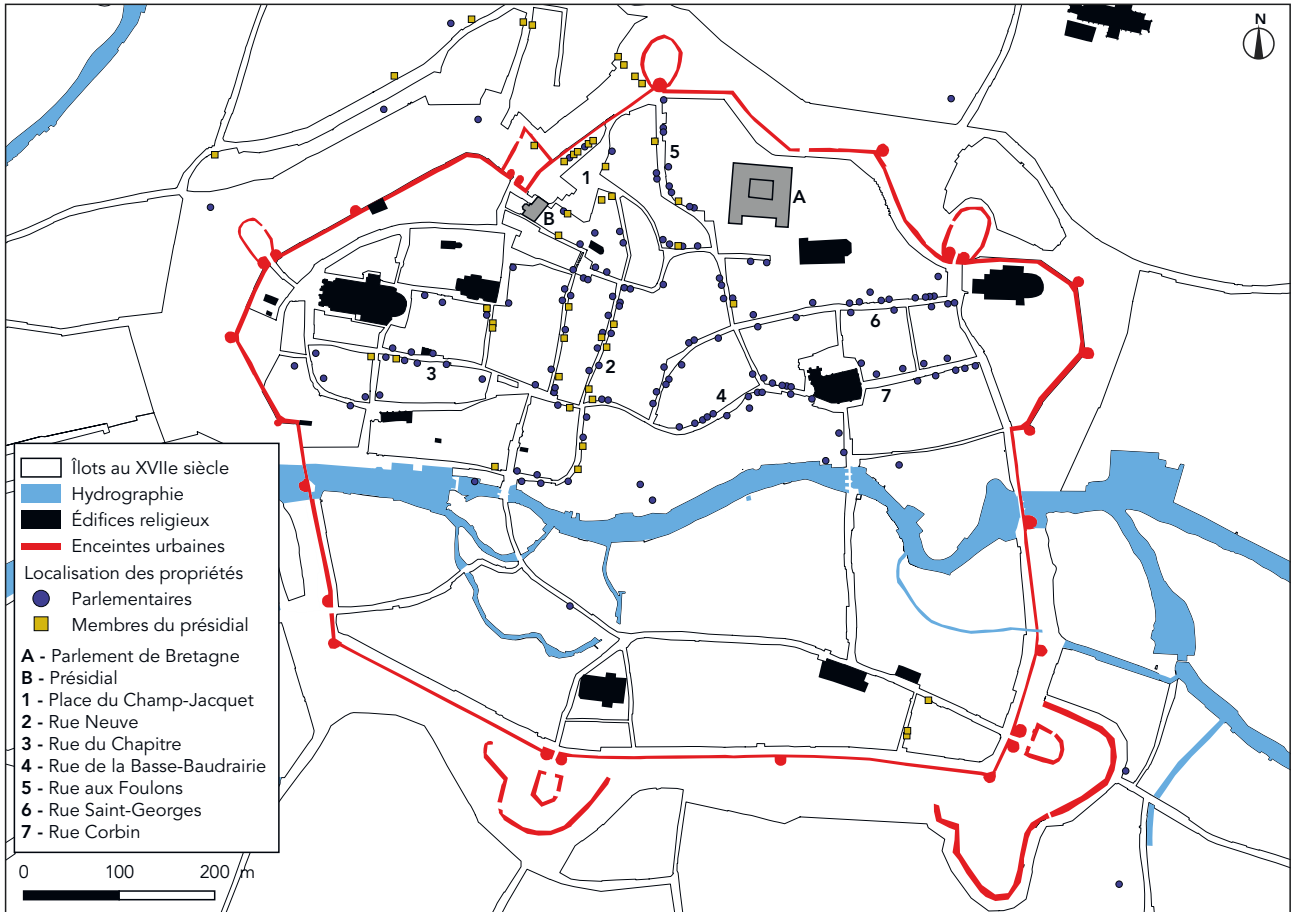 N
5
1
A
B
6
2
3
4
7
Îlots au XVIIe siècle
Hydrographie
Édifices religieux
Enceintes urbaines
Localisation des propriétés
Parlementaires
Membres du présidial
A - Parlement de Bretagne
B - Présidial
1 - Place du Champ-Jacquet
2 - Rue Neuve
3 - Rue du Chapitre
4 - Rue de la Basse-Baudrairie
5 - Rue aux Foulons
6 - Rue Saint-Georges
7 - Rue Corbin
0 100 200 m